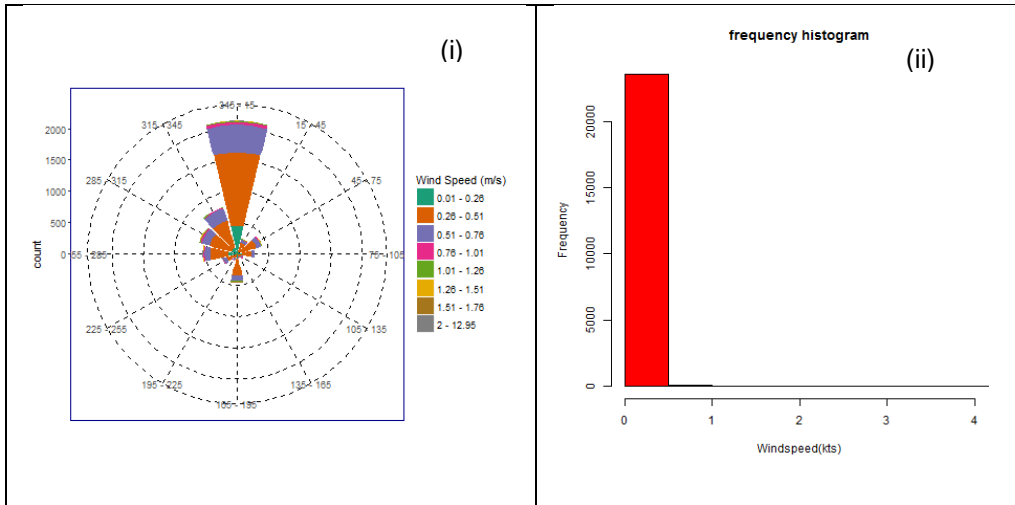 (i)
345 - 15
315 - 345
15 - 45
285 - 315
45 - 75
255 - 285
75 - 105
225 - 255
105 - 135
195 - 225
135 - 165
165 - 195
2000
1500
1000
500
0
count
Wind Speed (m/s)
0.01 - 0.26
0.26 - 0.51
0.51 - 0.76
0.76 - 1.01
1.01 - 1.26
1.26 - 1.51
1.51 - 1.76
2 - 12.95
frequency histogram
(ii)
20000
15000
10000
5000
0
Frequency
0 1 2 3 4
Windspeed(kts)